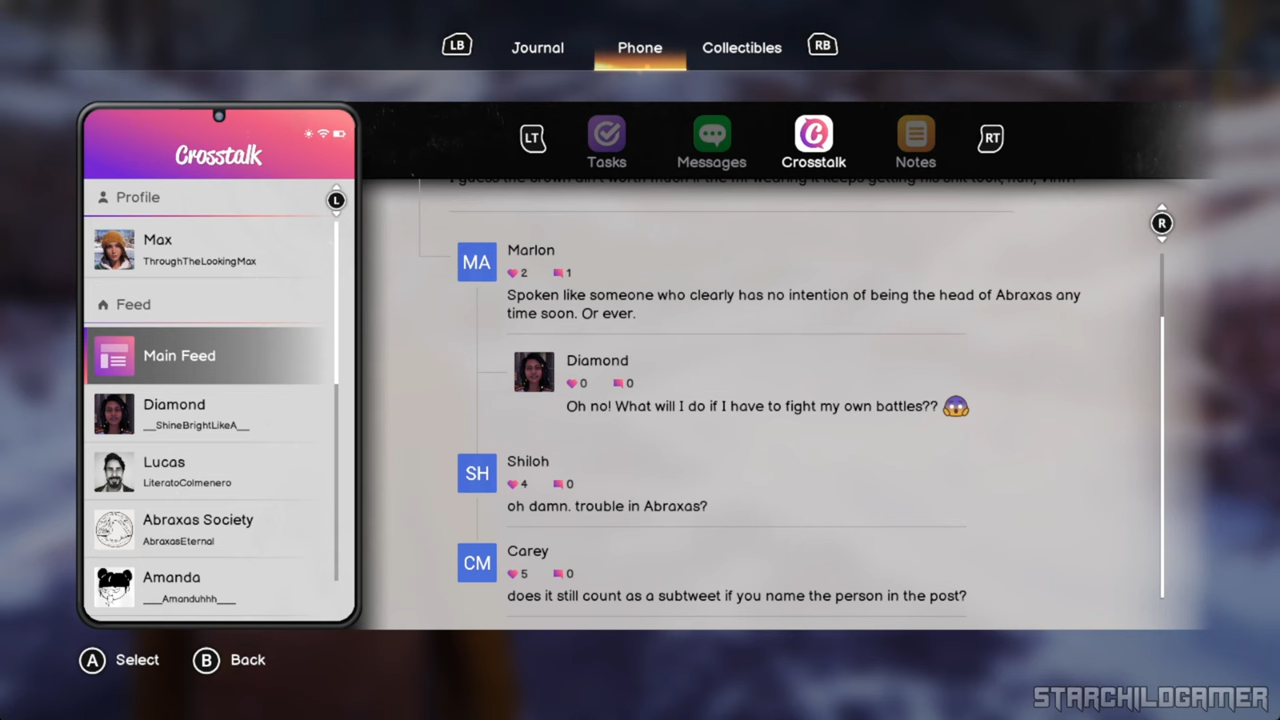 LB Journal Phone Collectibles RB
Crosstalk
LT Tasks Messages Crosstalk Notes RT
Profile
L
Max
ThroughTheLookingMax
Feed
Main Feed
Diamond
__ShineBrightLikeA__
Lucas
LiteratoColmenero
Abraxas Society
AbraxasEternal
Amanda
___Amanduhhh___
R
MA Marlon
2 1
Spoken like someone who clearly has no intention of being the head of Abraxas any
time soon. Or ever.
Diamond
0 0
Oh no! What will I do if I have to fight my own battles?? 😱
SH Shiloh
4 0
oh damn. trouble in Abraxas?
CM Carey
5 0
does it still count as a subtweet if you name the person in the post?
A Select B Back
STARCHILDGAMER